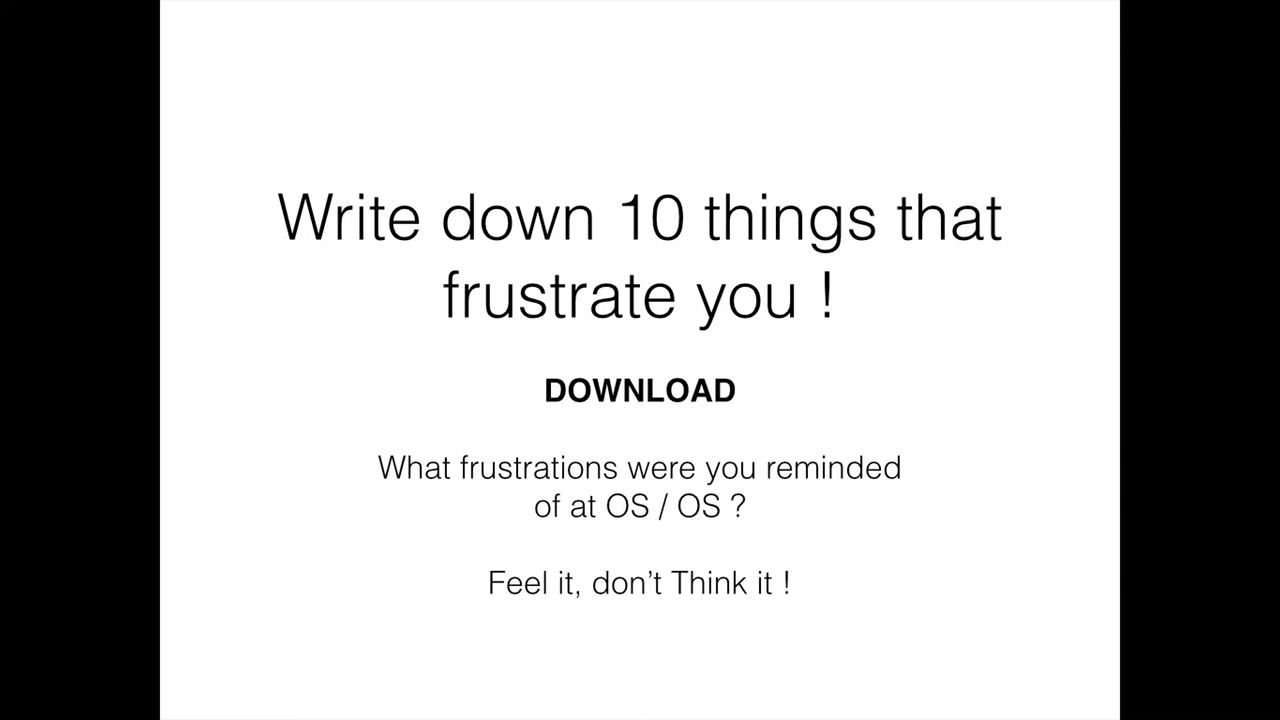 Write down 10 things that
frustrate you !
DOWNLOAD
What frustrations were you reminded
of at OS / OS ?
Feel it, don’t Think it !